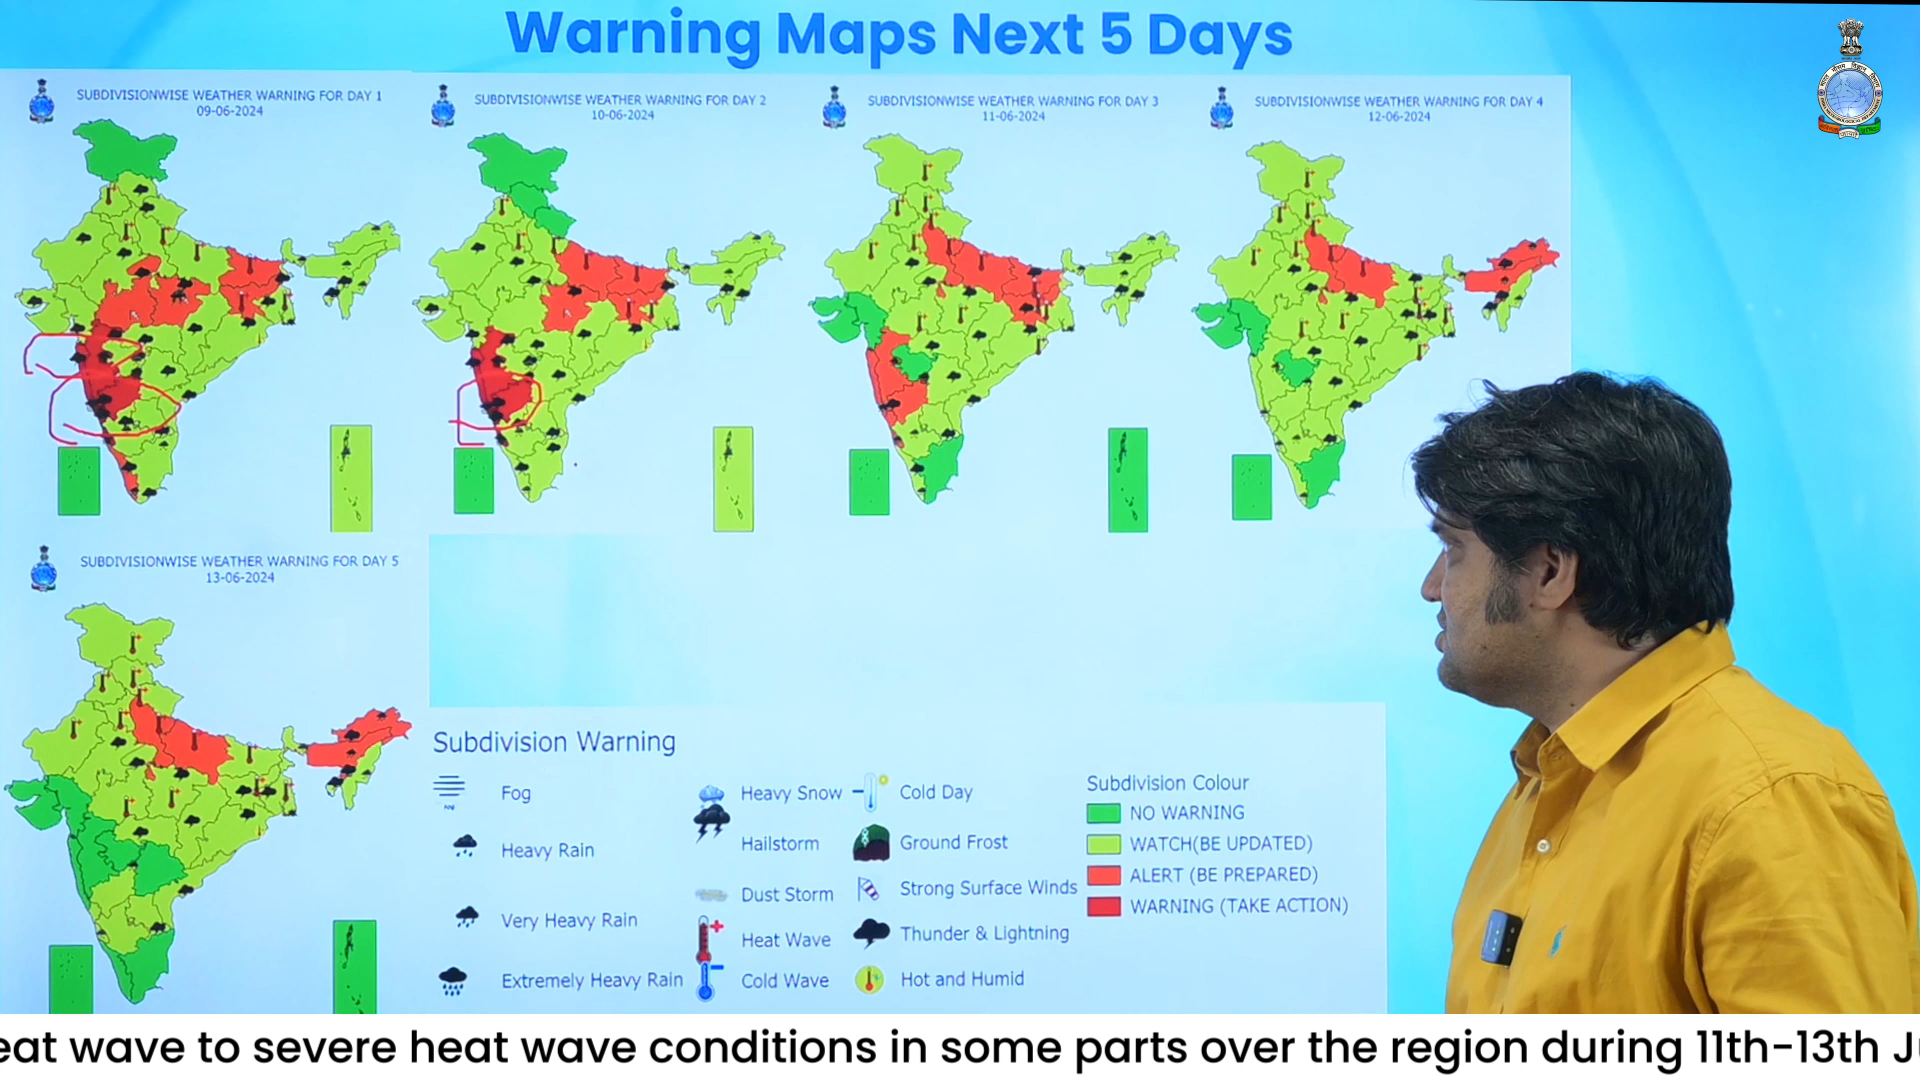 Warning Maps Next 5 Days
SUBDIVISIONWISE WEATHER WARNING FOR DAY 1
09-06-2024
SUBDIVISIONWISE WEATHER WARNING FOR DAY 2
10-06-2024
SUBDIVISIONWISE WEATHER WARNING FOR DAY 3
11-06-2024
SUBDIVISIONWISE WEATHER WARNING FOR DAY 4
12-06-2024
SUBDIVISIONWISE WEATHER WARNING FOR DAY 5
13-06-2024
Subdivision Warning
Fog
Heavy Rain
Very Heavy Rain
Extremely Heavy Rain
Heavy Snow
Hailstorm
Dust Storm
Heat Wave
Cold Wave
Cold Day
Ground Frost
Strong Surface Winds
Thunder & Lightning
Hot and Humid
Subdivision Colour
NO WARNING
WATCH(BE UPDATED)
ALERT (BE PREPARED)
WARNING (TAKE ACTION)
eat wave to severe heat wave conditions in some parts over the region during 11th-13th Ju